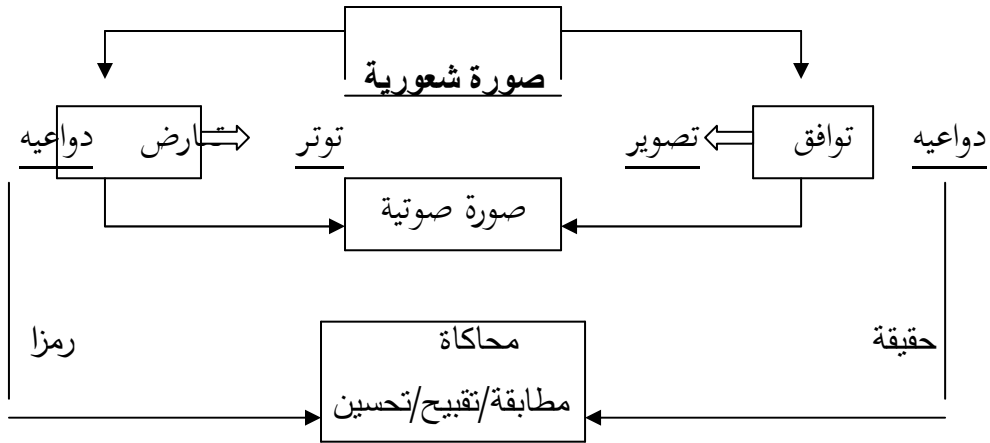 صورة شعورية
دواعيه توافق تصوير توتر تعارض دواعيه
صورة صوتية
حقيقة محاكاة رمزا
مطابقة/تقبيح/تحسين